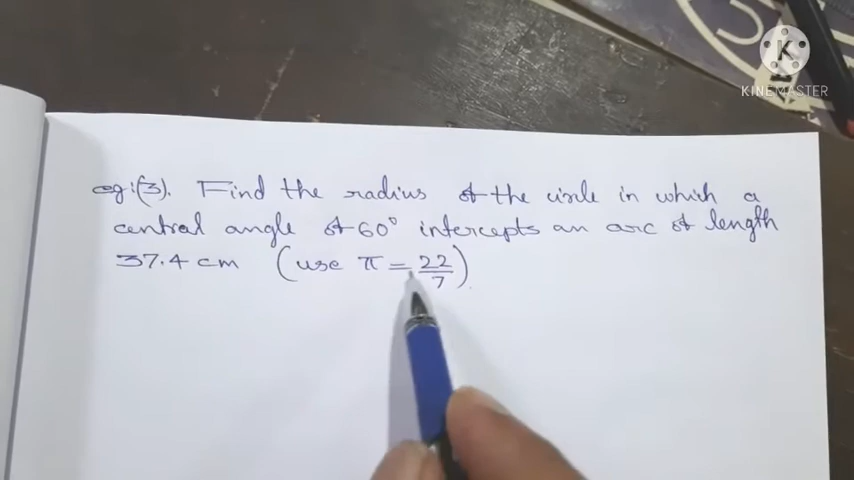 K
KINEMASTER
eg:(3). Find the radius of the circle in which a
central angle of 60° intercepts an arc of length
37.4 cm (use π = 22/7).